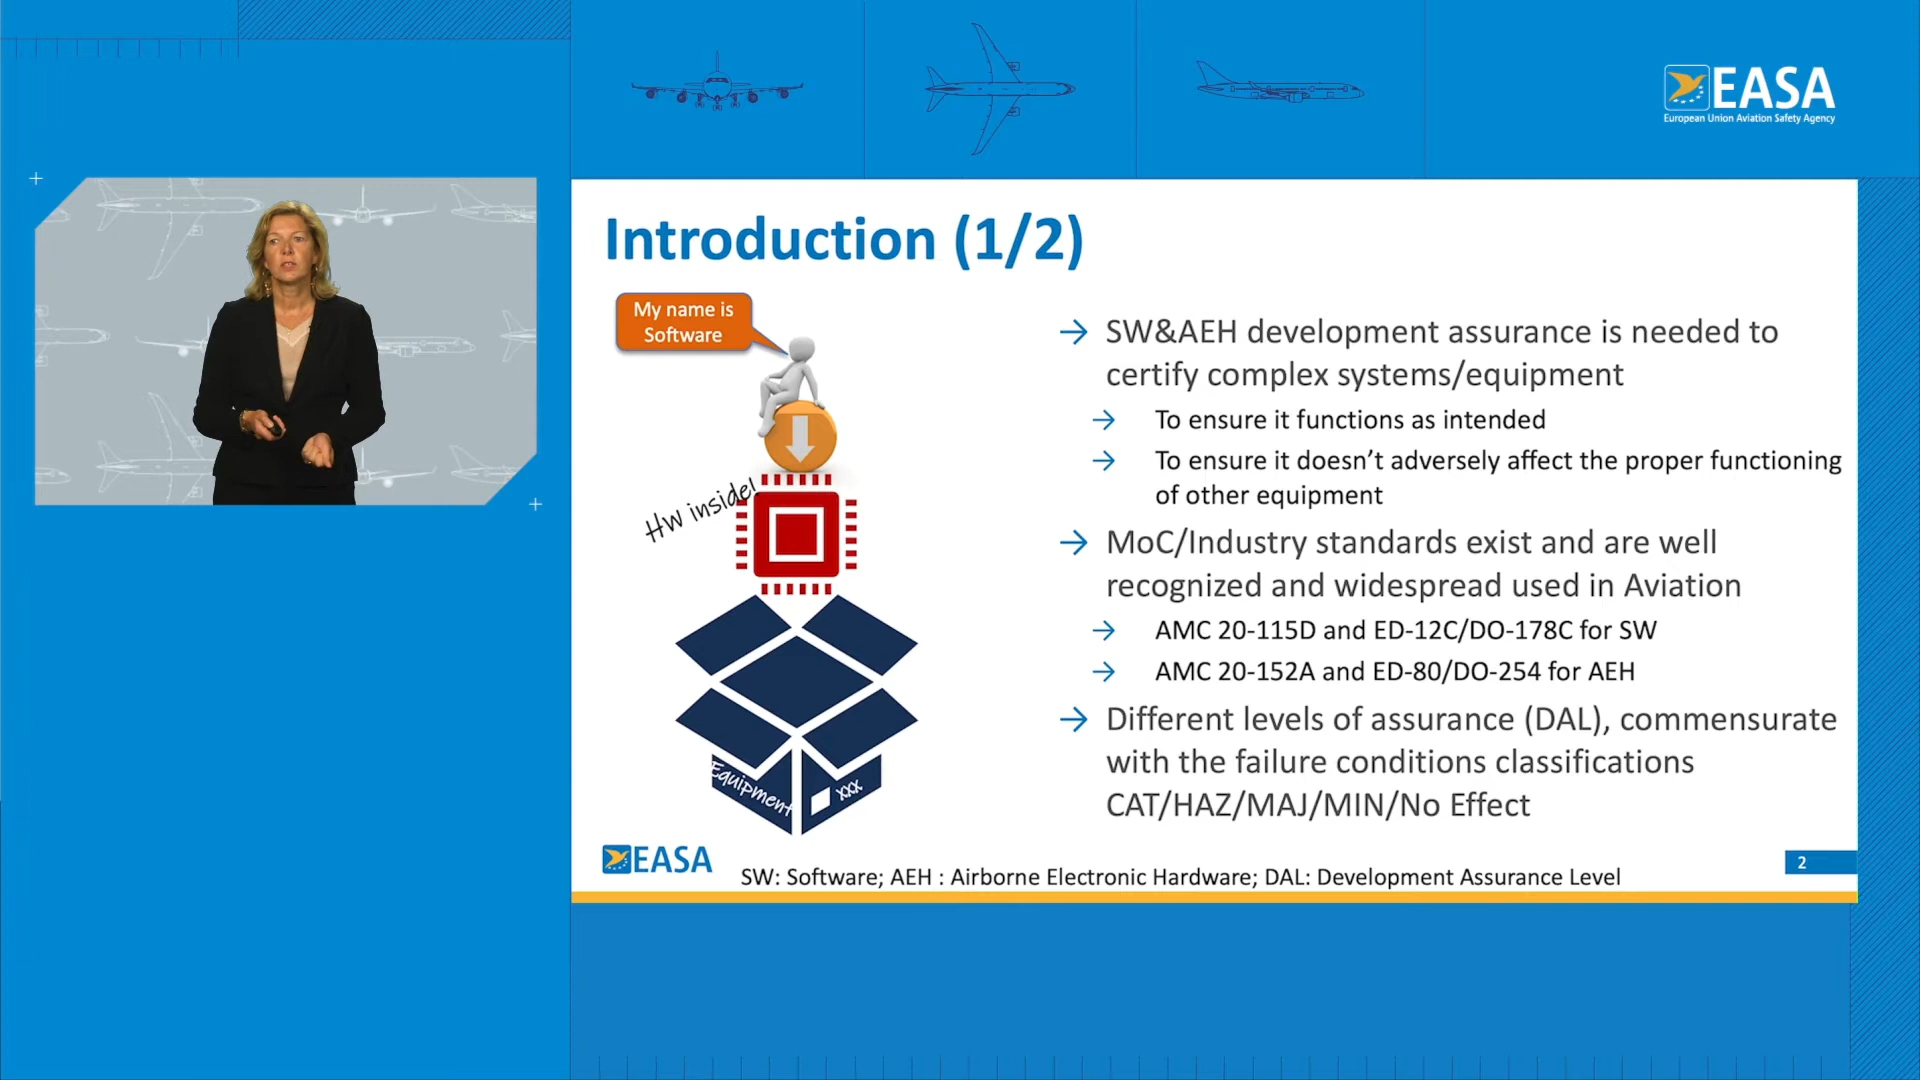 EASA
European Union Aviation Safety Agency
Introduction (1/2)
My name is
Software
HW inside!
Equipment
XXX
→ SW&AEH development assurance is needed to
certify complex systems/equipment
→ To ensure it functions as intended
→ To ensure it doesn’t adversely affect the proper functioning
of other equipment
→ MoC/Industry standards exist and are well
recognized and widespread used in Aviation
→ AMC 20-115D and ED-12C/DO-178C for SW
→ AMC 20-152A and ED-80/DO-254 for AEH
→ Different levels of assurance (DAL), commensurate
with the failure conditions classifications
CAT/HAZ/MAJ/MIN/No Effect
EASA
SW: Software; AEH : Airborne Electronic Hardware; DAL: Development Assurance Level
2